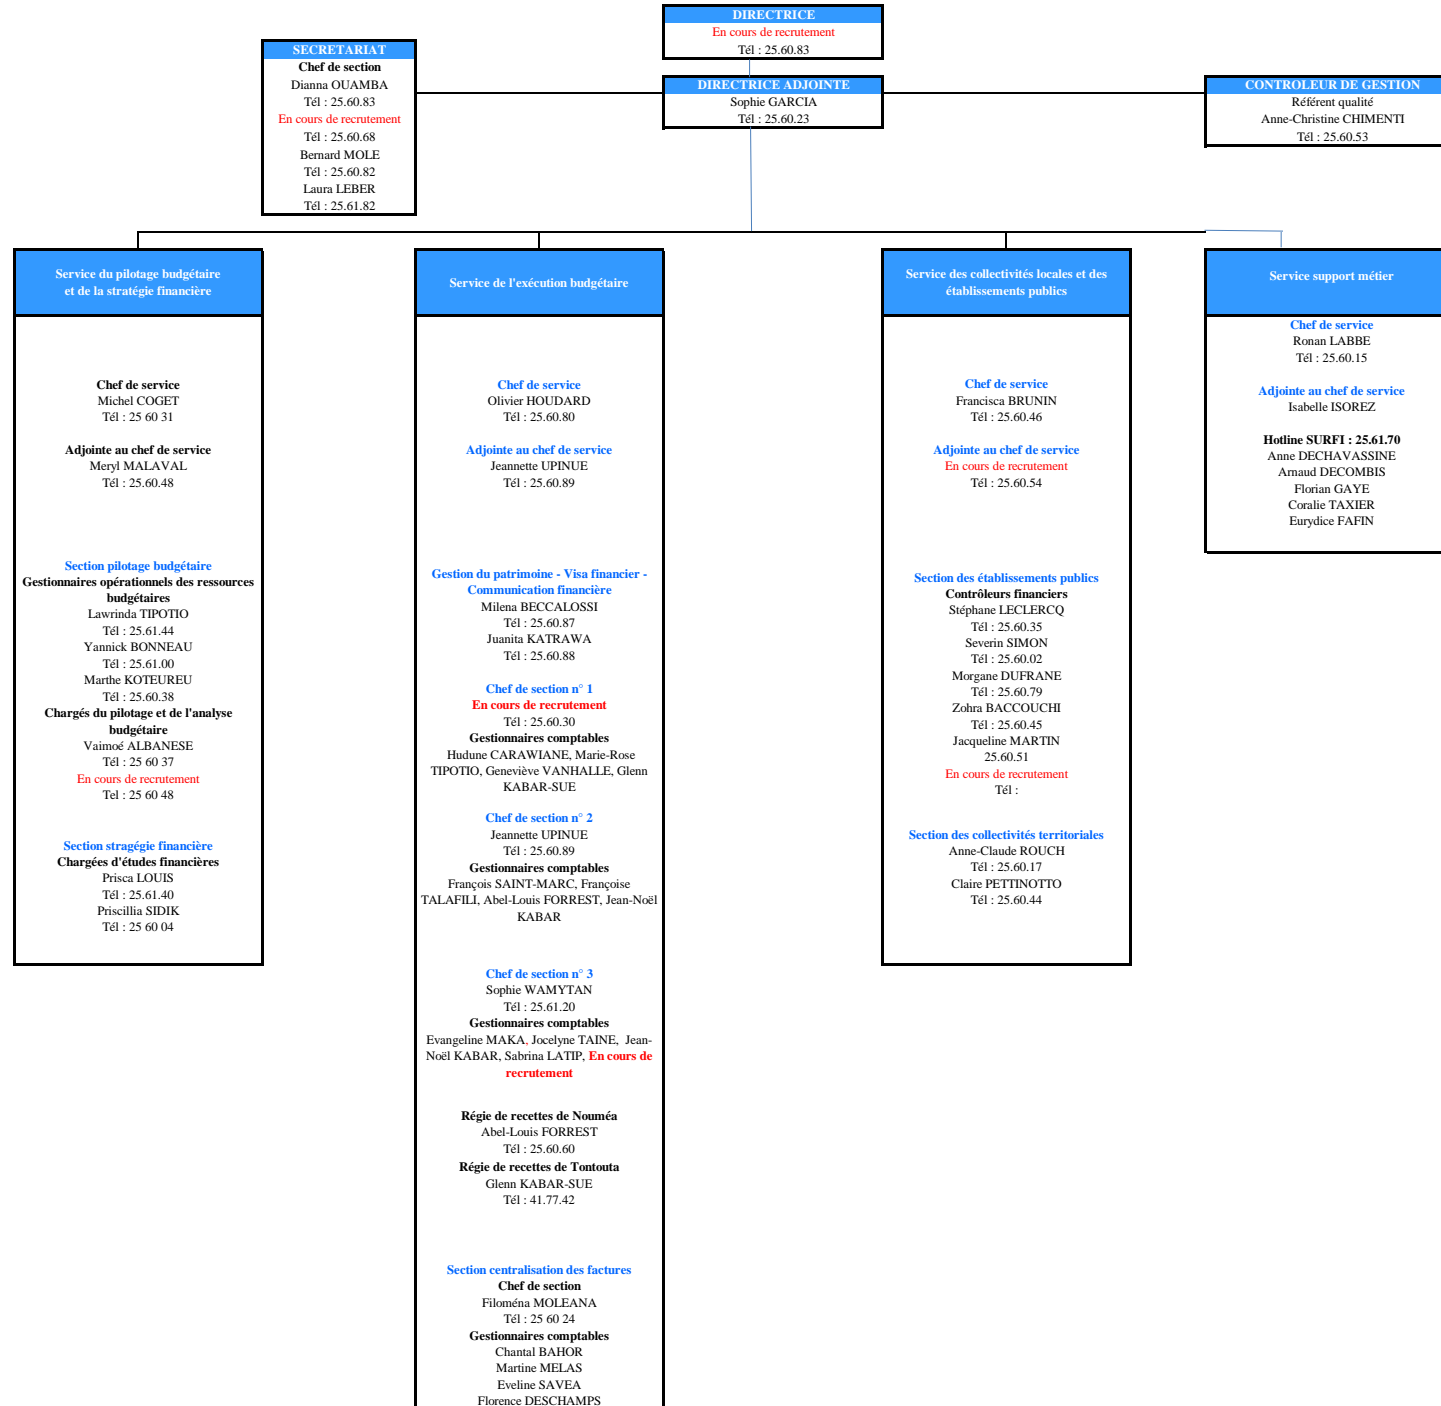 DIRECTRICE
En cours de recrutement
Tél : 25.60.83
SECRETARIAT
Chef de section
Dianna OUAMBA
Tél : 25.60.83
En cours de recrutement
Tél : 25.60.68
Bernard MOLE
Tél : 25.60.82
Laura LEBER
Tél : 25.61.82
DIRECTRICE ADJOINTE
Sophie GARCIA
Tél : 25.60.23
CONTROLEUR DE GESTION
Référent qualité
Anne-Christine CHIMENTI
Tél : 25.60.53
Service du pilotage budgétaire
et de la stratégie financière
Chef de service
Michel COGET
Tél : 25 60 31
Adjointe au chef de service
Meryl MALAVAL
Tél : 25.60.48
Section pilotage budgétaire
Gestionnaires opérationnels des ressources
budgétaires
Lawrinda TIPOTIO
Tél : 25.61.44
Yannick BONNEAU
Tél : 25.61.00
Marthe KOTEUREU
Tél : 25.60.38
Chargés du pilotage et de l'analyse
budgétaire
Vaimoé ALBANESE
Tél : 25 60 37
En cours de recrutement
Tel : 25 60 48
Section stragégie financière
Chargées d'études financières
Prisca LOUIS
Tél : 25.61.40
Priscillia SIDIK
Tél : 25 60 04
Service de l'exécution budgétaire
Chef de service
Olivier HOUDARD
Tél : 25.60.80
Adjointe au chef de service
Jeannette UPINUE
Tél : 25.60.89
Gestion du patrimoine - Visa financier -
Communication financière
Milena BECCALOSSI
Tél : 25.60.87
Juanita KATRAWA
Tél : 25.60.88
Chef de section n° 1
En cours de recrutement
Tél : 25.60.30
Gestionnaires comptables
Hudune CARAWIANE, Marie-Rose
TIPOTIO, Geneviève VANHALLE, Glenn
KABAR-SUE
Chef de section n° 2
Jeannette UPINUE
Tél : 25.60.89
Gestionnaires comptables
François SAINT-MARC, Françoise
TALAFILI, Abel-Louis FORREST, Jean-Noël
KABAR
Chef de section n° 3
Sophie WAMYTAN
Tél : 25.61.20
Gestionnaires comptables
Evangeline MAKA, Jocelyne TAINE, Jean-
Noël KABAR, Sabrina LATIP, En cours de
recrutement
Régie de recettes de Nouméa
Abel-Louis FORREST
Tél : 25.60.60
Régie de recettes de Tontouta
Glenn KABAR-SUE
Tél : 41.77.42
Section centralisation des factures
Chef de section
Filoména MOLEANA
Tél : 25 60 24
Gestionnaires comptables
Chantal BAHOR
Martine MELAS
Eveline SAVEA
Florence DESCHAMPS
Service des collectivités locales et des
établissements publics
Chef de service
Francisca BRUNIN
Tél : 25.60.46
Adjointe au chef de service
En cours de recrutement
Tél : 25.60.54
Section des établissements publics
Contrôleurs financiers
Stéphane LECLERCQ
Tél : 25.60.35
Severin SIMON
Tél : 25.60.02
Morgane DUFRANE
Tél : 25.60.79
Zohra BACCOUCHI
Tél : 25.60.45
Jacqueline MARTIN
25.60.51
En cours de recrutement
Tél :
Section des collectivités territoriales
Anne-Claude ROUCH
Tél : 25.60.17
Claire PETTINOTTO
Tél : 25.60.44
Service support métier
Chef de service
Ronan LABBE
Tél : 25.60.15
Adjointe au chef de service
Isabelle ISOREZ
Hotline SURFI : 25.61.70
Anne DECHAVASSINE
Arnaud DECOMBIS
Florian GAYE
Coralie TAXIER
Eurydice FAFIN